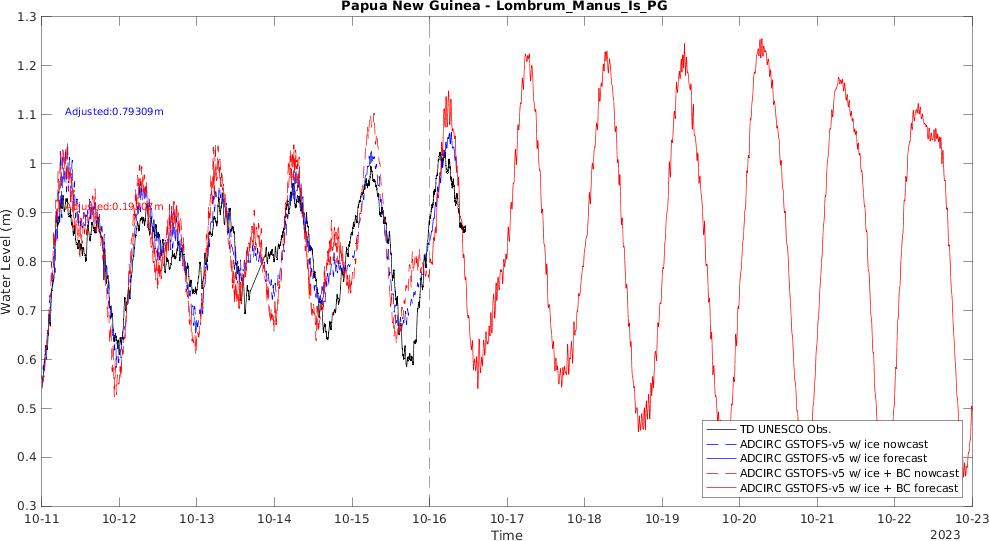 Papua New Guinea - Lombrum_Manus_Is_PG
1.3
1.2
1.1
1
0.9
0.8
0.7
0.6
0.5
0.4
0.3
Water Level (m)
Adjusted:0.79309m
TD UNESCO Obs.
ADCIRC GSTOFS-v5 w/ ice nowcast
ADCIRC GSTOFS-v5 w/ ice forecast
ADCIRC GSTOFS-v5 w/ ice + BC nowcast
ADCIRC GSTOFS-v5 w/ ice + BC forecast
10-11 10-12 10-13 10-14 10-15 10-16 10-17 10-18 10-19 10-20 10-21 10-22 10-23
Time
2023